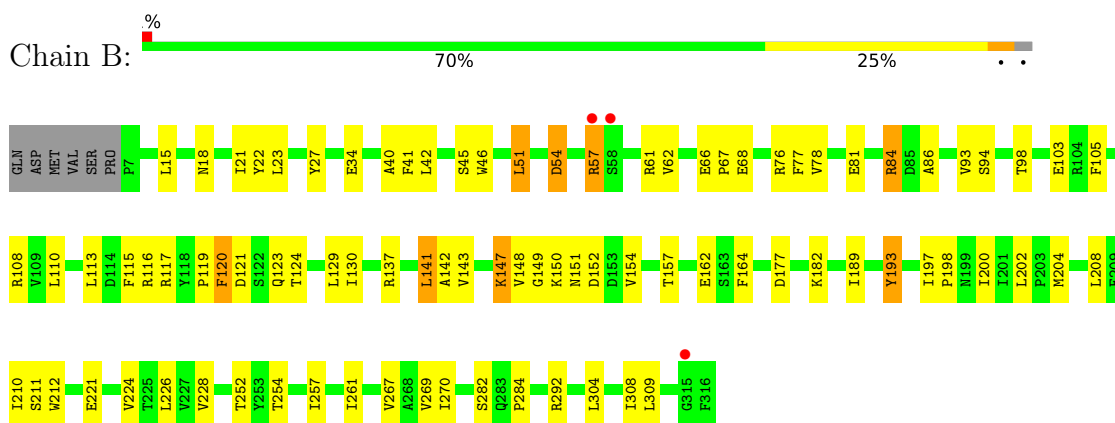 %
Chain B:
70% 25% • •
GLN ASP MET VAL SER PRO P7 L15 N18 I21 Y22 L23 Y27 E34 A40 F41 L42 S45 W46 L51 D54 R57 S58 R61 V62 E66 P67 E68 R76 F77 V78 E81 R84 D85 A86 V93 S94 T98 E103 R104 F105
R108 V109 L110 L113 D114 F115 R116 R117 Y118 P119 F120 D121 S122 Q123 T124 L129 I130 R137 L141 A142 V143 K147 V148 G149 K150 N151 D152 D153 V154 T157 E162 S163 F164 D177 K182 I189 Y193 I197 P198 N199 I200 I201 L202 P203 M204 L208
I210 S211 W212 E221 V224 T225 L226 V227 V228 T252 Y253 T254 I257 I261 V267 A268 V269 I270 S282 Q283 P284 R292 L304 I308 L309 G315 F316